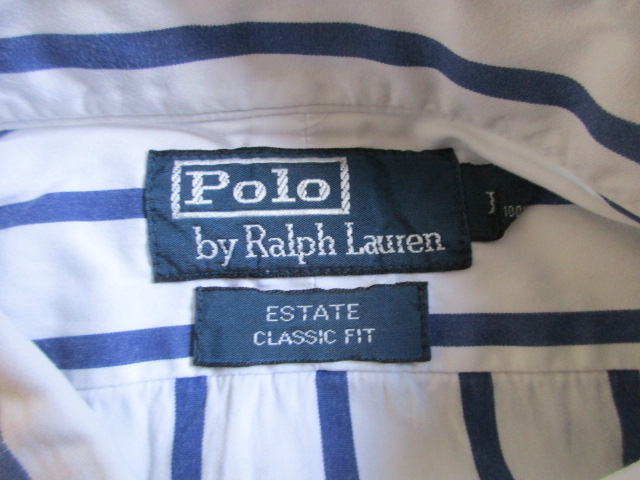 Polo
by Ralph Lauren
ESTATE
CLASSIC FIT